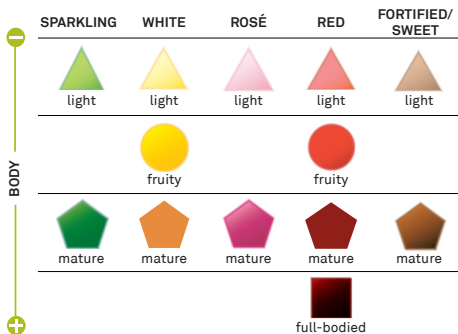 SPARKLING WHITE ROSÉ RED FORTIFIED/
SWEET
light light light light light
fruity fruity
BODY
mature mature mature mature mature
full-bodied